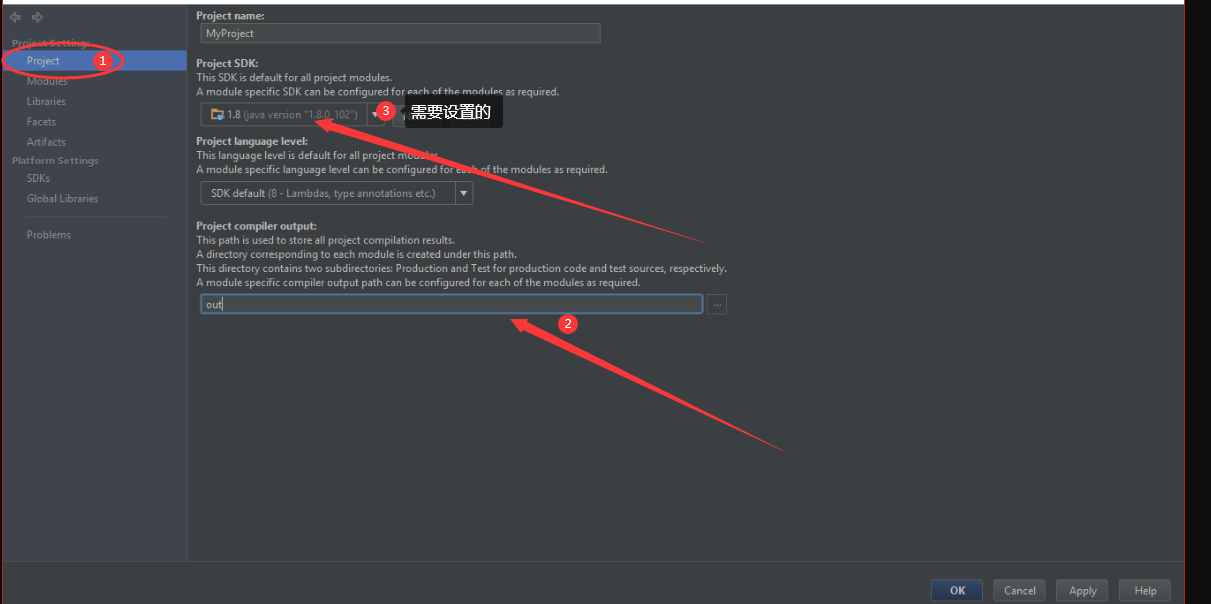 Project Settings
Project
1
Modules
Libraries
Facets
Artifacts
Platform Settings
SDKs
Global Libraries
Problems
Project name:
MyProject
Project SDK:
This SDK is default for all project modules.
A module specific SDK can be configured for each of the modules as required.
1.8 (java version "1.8.0_102")
3
需要设置的
Project language level:
This language level is default for all project modules.
A module specific language level can be configured for each of the modules as required.
SDK default (8 - Lambdas, type annotations etc.)
Project compiler output:
This path is used to store all project compilation results.
A directory corresponding to each module is created under this path.
This directory contains two subdirectories: Production and Test for production code and test sources, respectively.
A module specific compiler output path can be configured for each of the modules as required.
out
...
2
OK
Cancel
Apply
Help